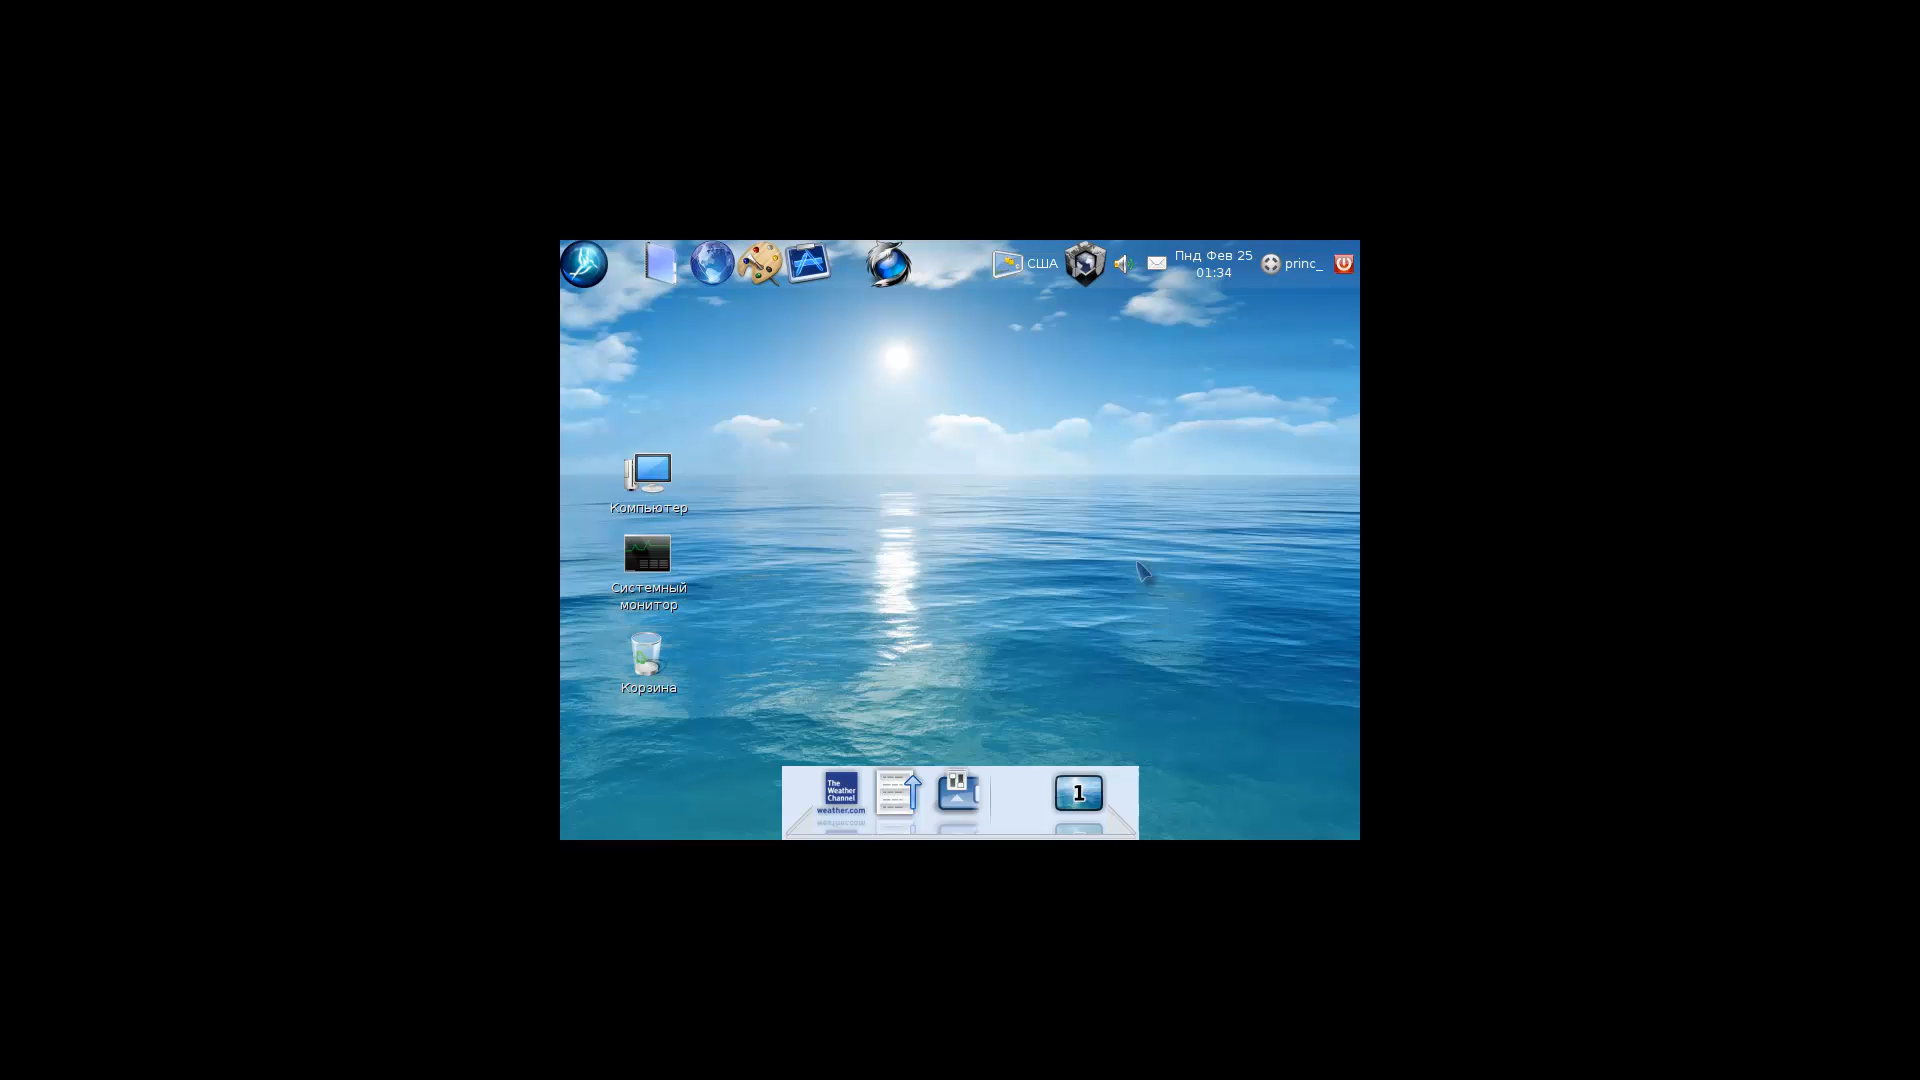 США
Пнд Фев 25
01:34
princ_
Компьютер
Системный
монитор
Корзина
The
Weather
Channel
weather.com
1